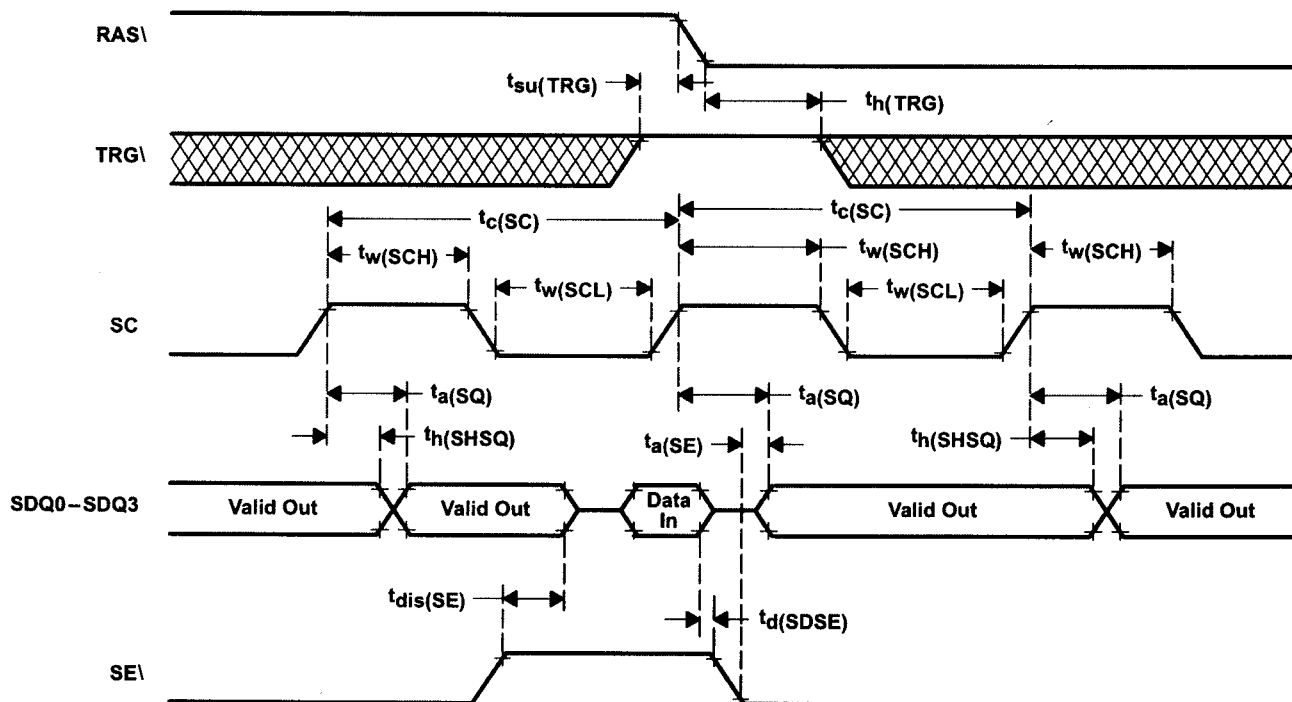 RAS\
tsu(TRG)
th(TRG)
TRG\
tc(SC)
tc(SC)
tw(SCH)
tw(SCH)
tw(SCH)
tw(SCL)
tw(SCL)
SC
ta(SQ)
ta(SQ)
ta(SQ)
th(SHSQ)
ta(SE)
th(SHSQ)
SDQ0–SDQ3
Valid Out
Valid Out
Data
In
Valid Out
Valid Out
tdis(SE)
td(SDSE)
SE\